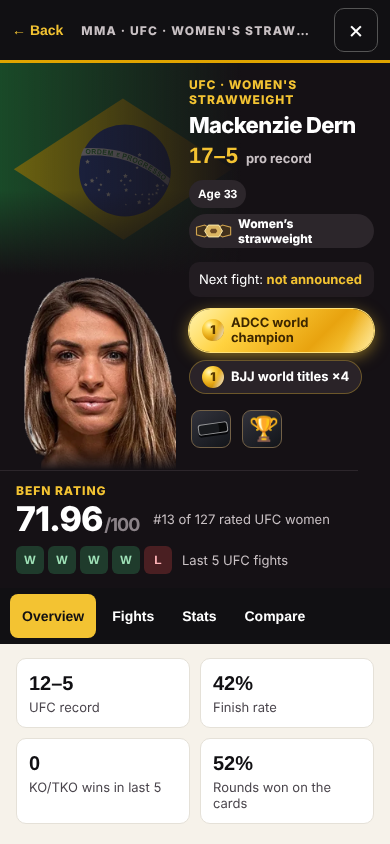 ← Back
MMA · UFC · WOMEN'S STRAW...
×
UFC · WOMEN'S
STRAWWEIGHT
Mackenzie Dern
17–5 pro record
Age 33
Women's
strawweight
Next fight: not announced
1 ADCC world
champion
1 BJJ world titles ×4
ORDEM E PROGRESSO
BEFN RATING
71.96/100 #13 of 127 rated UFC women
W W W W L Last 5 UFC fights
Overview Fights Stats Compare
12–5
UFC record
42%
Finish rate
0
KO/TKO wins in last 5
52%
Rounds won on the
cards